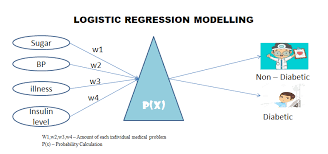 LOGISTIC REGRESSION MODELLING
Sugar
BP
illness
Insulin
level
w1
w2
w3
w4
P(X)
Non – Diabetic
Diabetic
W1,w2,w3,w4 – Amount of each individual medical problem
P(x) – Probability Calculation